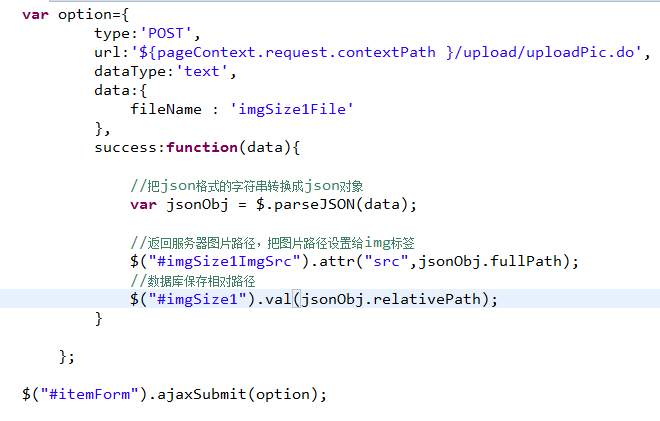 var option={
type:'POST',
url:'${pageContext.request.contextPath }/upload/uploadPic.do',
dataType:'text',
data:{
fileName : 'imgSize1File'
},
success:function(data){
//把json格式的字符串转换成json对象
var jsonObj = $.parseJSON(data);
//返回服务器图片路径，把图片路径设置给img标签
$("#imgSize1ImgSrc").attr("src",jsonObj.fullPath);
//数据库保存相对路径
$("#imgSize1").val(jsonObj.relativePath);
}
};
$("#itemForm").ajaxSubmit(option);